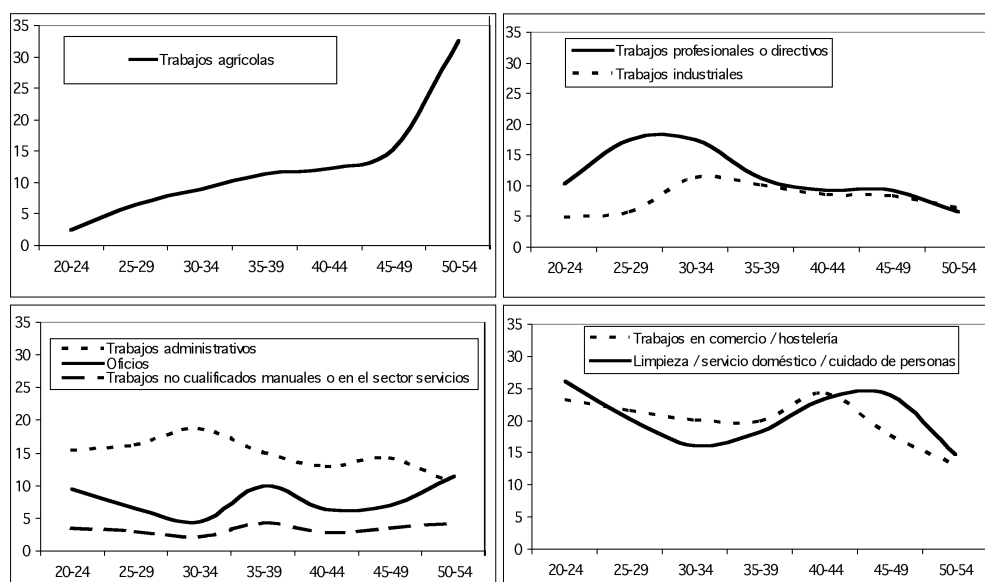 35
30
25
20
15
10
5
0
Trabajos agrícolas
20-24 25-29 30-34 35-39 40-44 45-49 50-54
35
30
25
20
15
10
5
0
Trabajos profesionales o directivos
Trabajos industriales
20-24 25-29 30-34 35-39 40-44 45-49 50-54
35
30
25
20
15
10
5
0
Trabajos administrativos
Oficios
Trabajos no cualificados manuales o en el sector servicios
20-24 25-29 30-34 35-39 40-44 45-49 50-54
35
30
25
20
15
10
5
0
Trabajos en comercio / hostelería
Limpieza / servicio doméstico / cuidado de personas
20-24 25-29 30-34 35-39 40-44 45-49 50-54